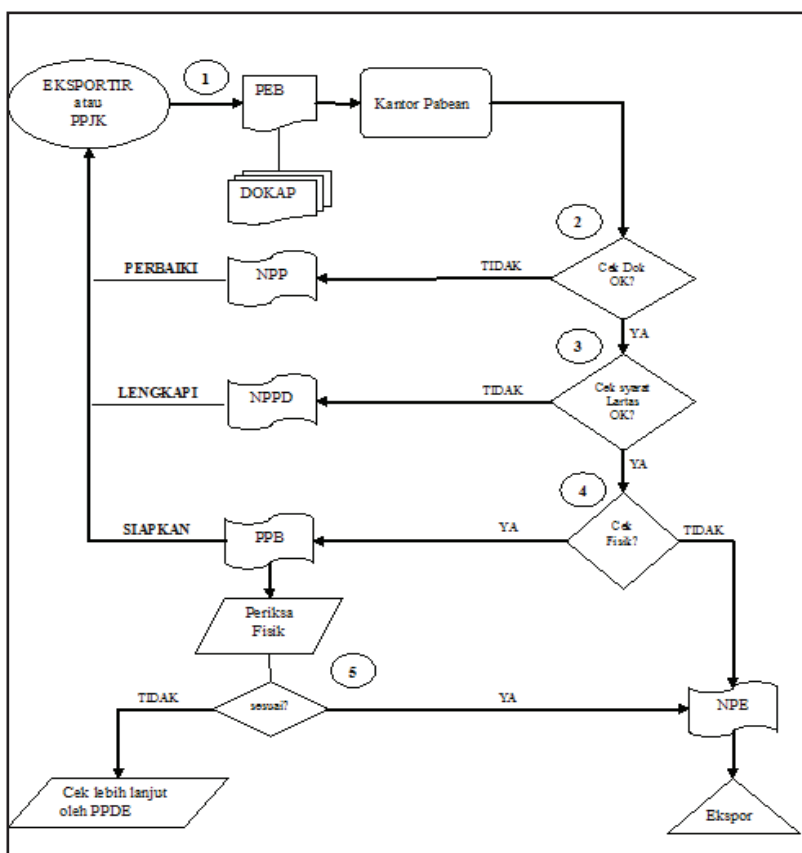 EKSPORTIR
atau
PPJK
1
PEB
Kantor Pabean
DOKAP
2
PERBAIKI
NPP
TIDAK
Cek Dok
OK?
YA
3
LENGKAPI
NPPD
TIDAK
Cek syarat
Lartas
OK?
YA
4
SIAPKAN
PPB
YA
Cek
Fisik?
TIDAK
Periksa
Fisik
5
TIDAK
sesuai?
YA
NPE
Cek lebih lanjut
oleh PPDE
Ekspor